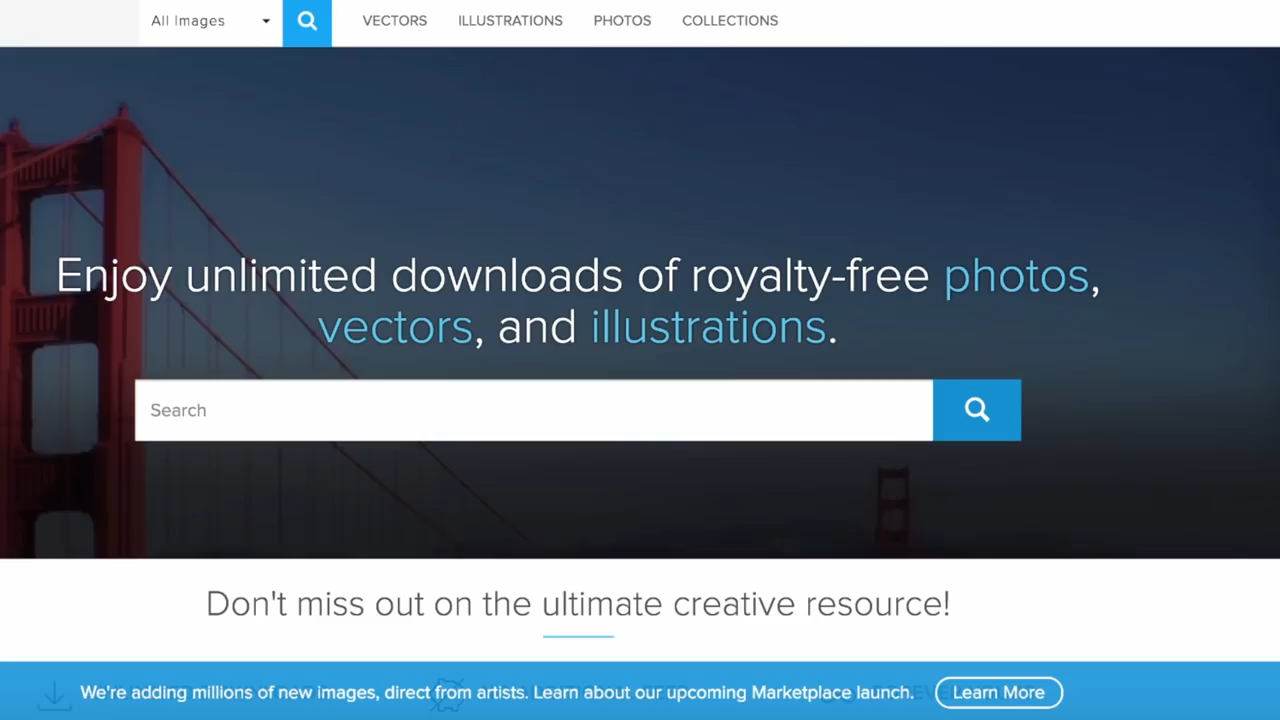 All Images
VECTORS ILLUSTRATIONS PHOTOS COLLECTIONS
Enjoy unlimited downloads of royalty-free photos,
vectors, and illustrations.
Search
Don't miss out on the ultimate creative resource!
We're adding millions of new images, direct from artists. Learn about our upcoming Marketplace launch. Learn More